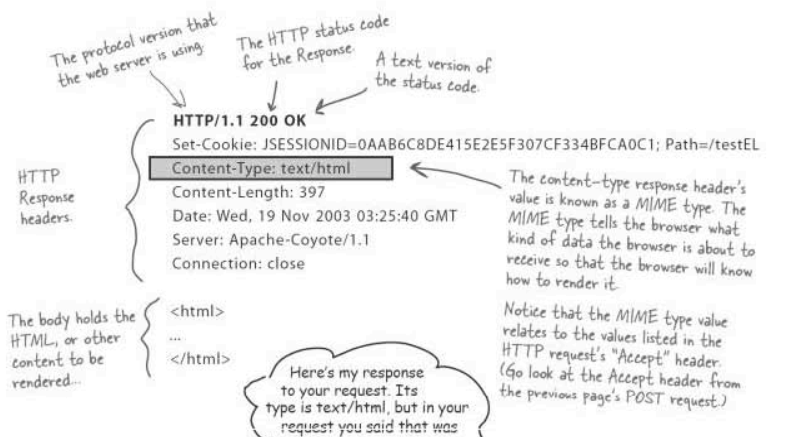 The protocol version that
the web server is using.
The HTTP status code
for the Response.
A text version of
the status code.
HTTP/1.1 200 OK
Set-Cookie: JSESSIONID=0AAB6C8DE415E2E5F307CF334BFCA0C1; Path=/testEL
Content-Type: text/html
Content-Length: 397
Date: Wed, 19 Nov 2003 03:25:40 GMT
Server: Apache-Coyote/1.1
Connection: close
HTTP
Response
headers.
The content-type response header's
value is known as a MIME type. The
MIME type tells the browser what
kind of data the browser is about to
receive so that the browser will know
how to render it.
Notice that the MIME type value
relates to the values listed in the
HTTP request's "Accept" header.
(Go look at the Accept header from
the previous page's POST request.)
The body holds the
HTML, or other
content to be
rendered...
<html>
...
</html>
Here's my response
to your request. Its
type is text/html, but in your
request you said that was